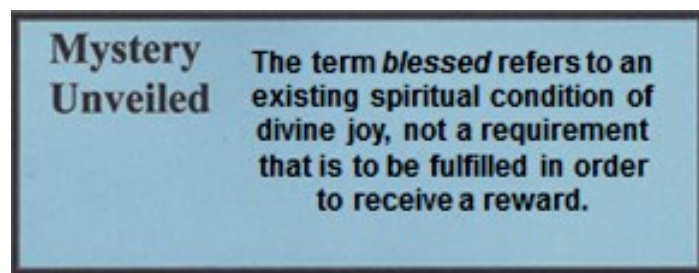 Mystery
Unveiled
The term blessed refers to an
existing spiritual condition of
divine joy, not a requirement
that is to be fulfilled in order
to receive a reward.